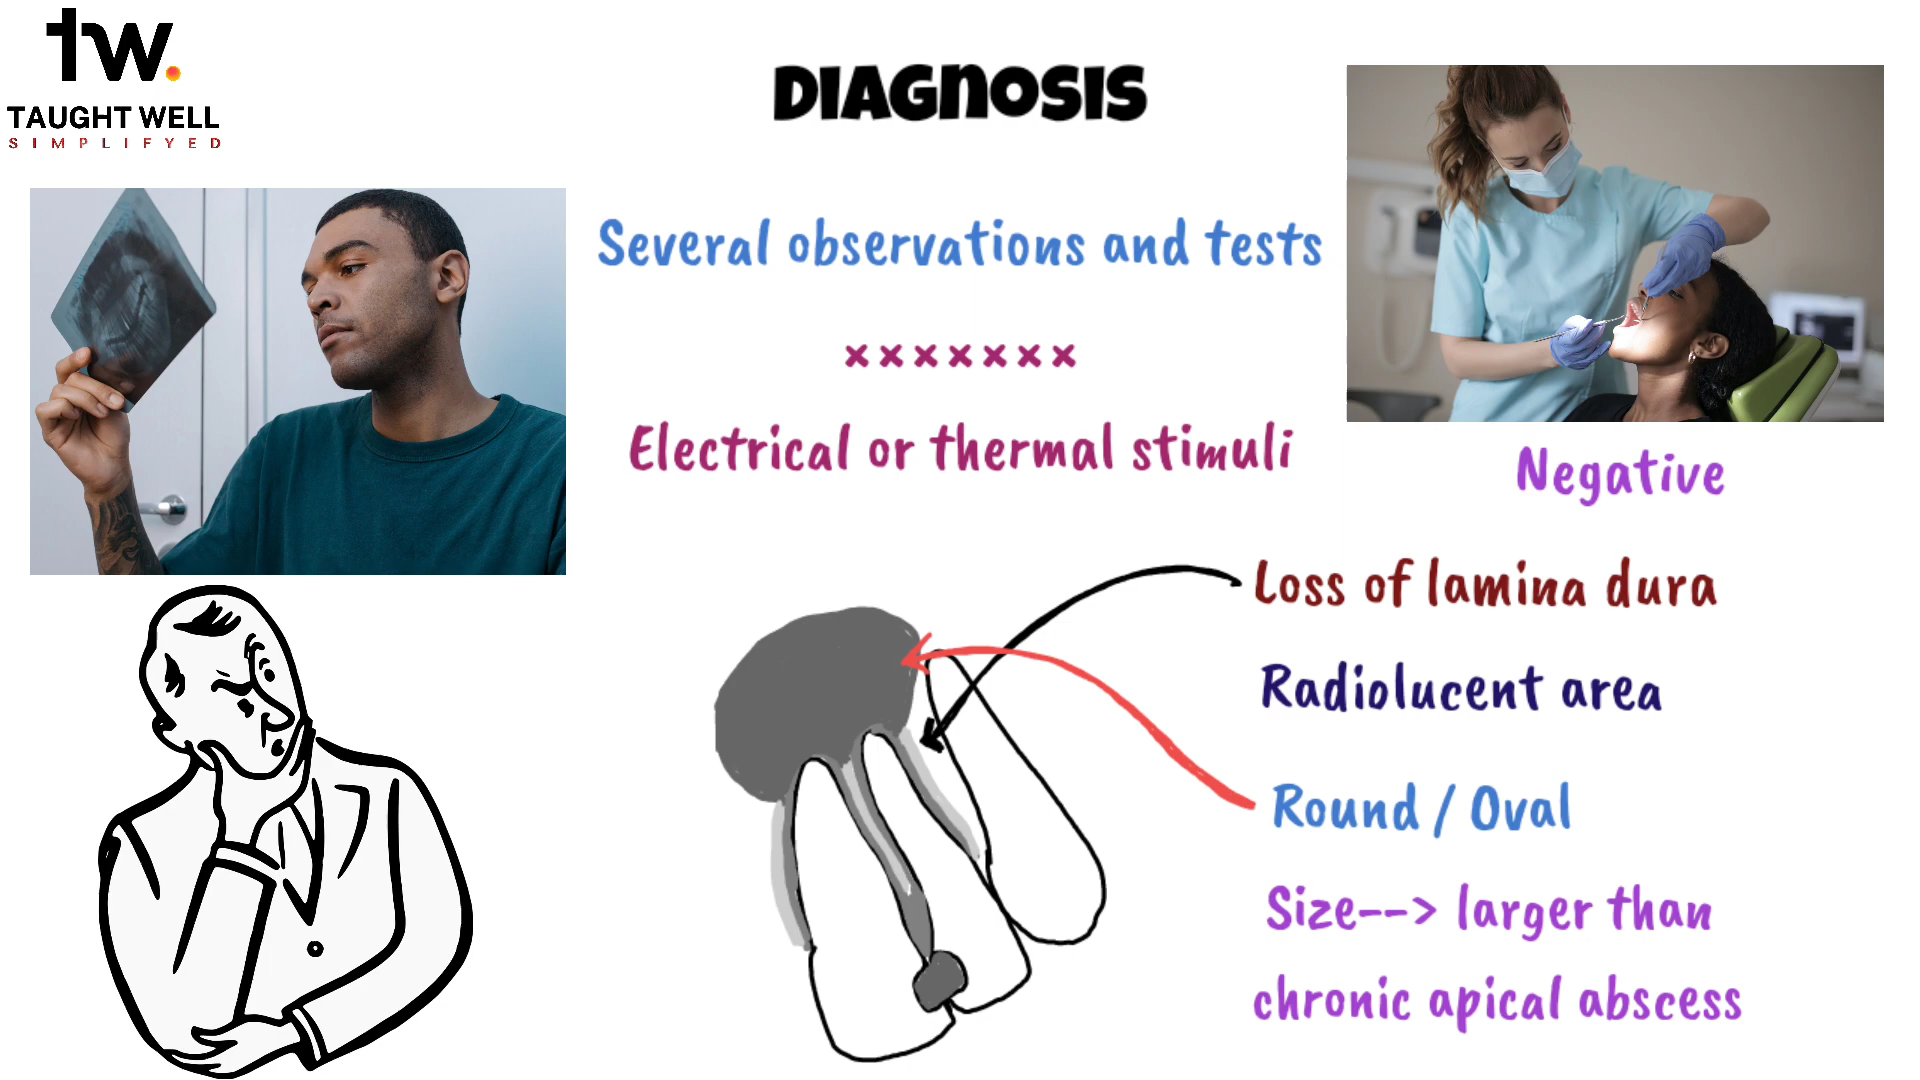 tw.
TAUGHT WELL
SIMPLIFYED
DIAGNOSIS
Several observations and tests
×××××××
Electrical or thermal stimuli
Negative
Loss of lamina dura
Radiolucent area
Round / Oval
Size--> larger than
chronic apical abscess